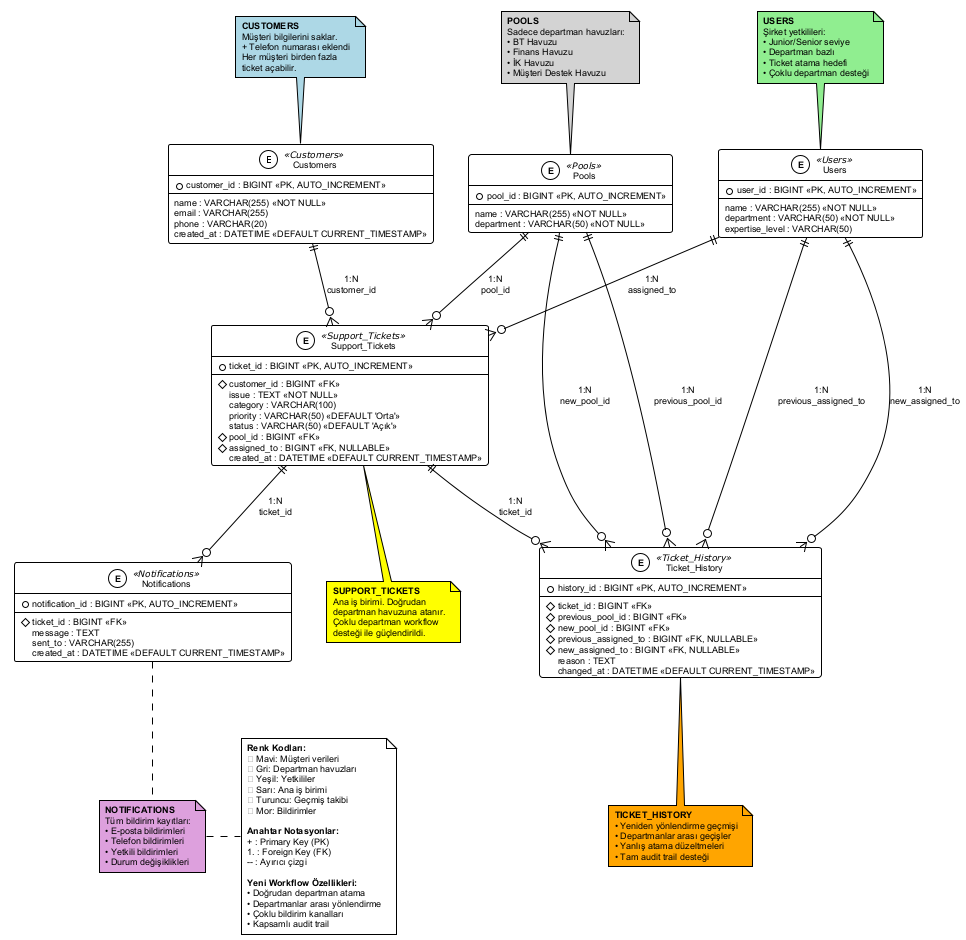 CUSTOMERS
Müşteri bilgilerini saklar.
+ Telefon numarası eklendi
Her müşteri birden fazla
ticket açabilir.
POOLS
Sadece departman havuzları:
• BT Havuzu
• Finans Havuzu
• İK Havuzu
• Müşteri Destek Havuzu
USERS
Şirket yetkilileri:
• Junior/Senior seviye
• Departman bazlı
• Ticket atama hedefi
• Çoklu departman desteği
E
«Customers»
Customers
customer_id : BIGINT «PK, AUTO_INCREMENT»
name : VARCHAR(255) «NOT NULL»
email : VARCHAR(255)
phone : VARCHAR(20)
created_at : DATETIME «DEFAULT CURRENT_TIMESTAMP»
E
«Pools»
Pools
pool_id : BIGINT «PK, AUTO_INCREMENT»
name : VARCHAR(255) «NOT NULL»
department : VARCHAR(50) «NOT NULL»
E
«Users»
Users
user_id : BIGINT «PK, AUTO_INCREMENT»
name : VARCHAR(255) «NOT NULL»
department : VARCHAR(50) «NOT NULL»
expertise_level : VARCHAR(50)
1:N
customer_id
1:N
pool_id
1:N
assigned_to
E
«Support_Tickets»
Support_Tickets
ticket_id : BIGINT «PK, AUTO_INCREMENT»
customer_id : BIGINT «FK»
issue : TEXT «NOT NULL»
category : VARCHAR(100)
priority : VARCHAR(50) «DEFAULT 'Orta'»
status : VARCHAR(50) «DEFAULT 'Açık'»
pool_id : BIGINT «FK»
assigned_to : BIGINT «FK, NULLABLE»
created_at : DATETIME «DEFAULT CURRENT_TIMESTAMP»
1:N
new_pool_id
1:N
previous_pool_id
1:N
previous_assigned_to
1:N
new_assigned_to
1:N
ticket_id
1:N
ticket_id
E
«Notifications»
Notifications
notification_id : BIGINT «PK, AUTO_INCREMENT»
ticket_id : BIGINT «FK»
message : TEXT
sent_to : VARCHAR(255)
created_at : DATETIME «DEFAULT CURRENT_TIMESTAMP»
SUPPORT_TICKETS
Ana iş birimi. Doğrudan
departman havuzuna atanır.
Çoklu departman workflow
desteği ile güçlendirildi.
E
«Ticket_History»
Ticket_History
history_id : BIGINT «PK, AUTO_INCREMENT»
ticket_id : BIGINT «FK»
previous_pool_id : BIGINT «FK»
new_pool_id : BIGINT «FK»
previous_assigned_to : BIGINT «FK, NULLABLE»
new_assigned_to : BIGINT «FK, NULLABLE»
reason : TEXT
changed_at : DATETIME «DEFAULT CURRENT_TIMESTAMP»
NOTIFICATIONS
Tüm bildirim kayıtları:
• E-posta bildirimleri
• Telefon bildirimleri
• Yetkili bildirimleri
• Durum değişiklikleri
Renk Kodları:
Mavi: Müşteri verileri
Gri: Departman havuzları
Yeşil: Yetkililer
Sarı: Ana iş birimi
Turuncu: Geçmiş takibi
Mor: Bildirimler
Anahtar Notasyonlar:
+ : Primary Key (PK)
1. : Foreign Key (FK)
-- : Ayırıcı çizgi
Yeni Workflow Özellikleri:
• Doğrudan departman atama
• Departmanlar arası yönlendirme
• Çoklu bildirim kanalları
• Kapsamlı audit trail
TICKET_HISTORY
• Yeniden yönlendirme geçmişi
• Departmanlar arası geçişler
• Yanlış atama düzeltmeleri
• Tam audit trail desteği